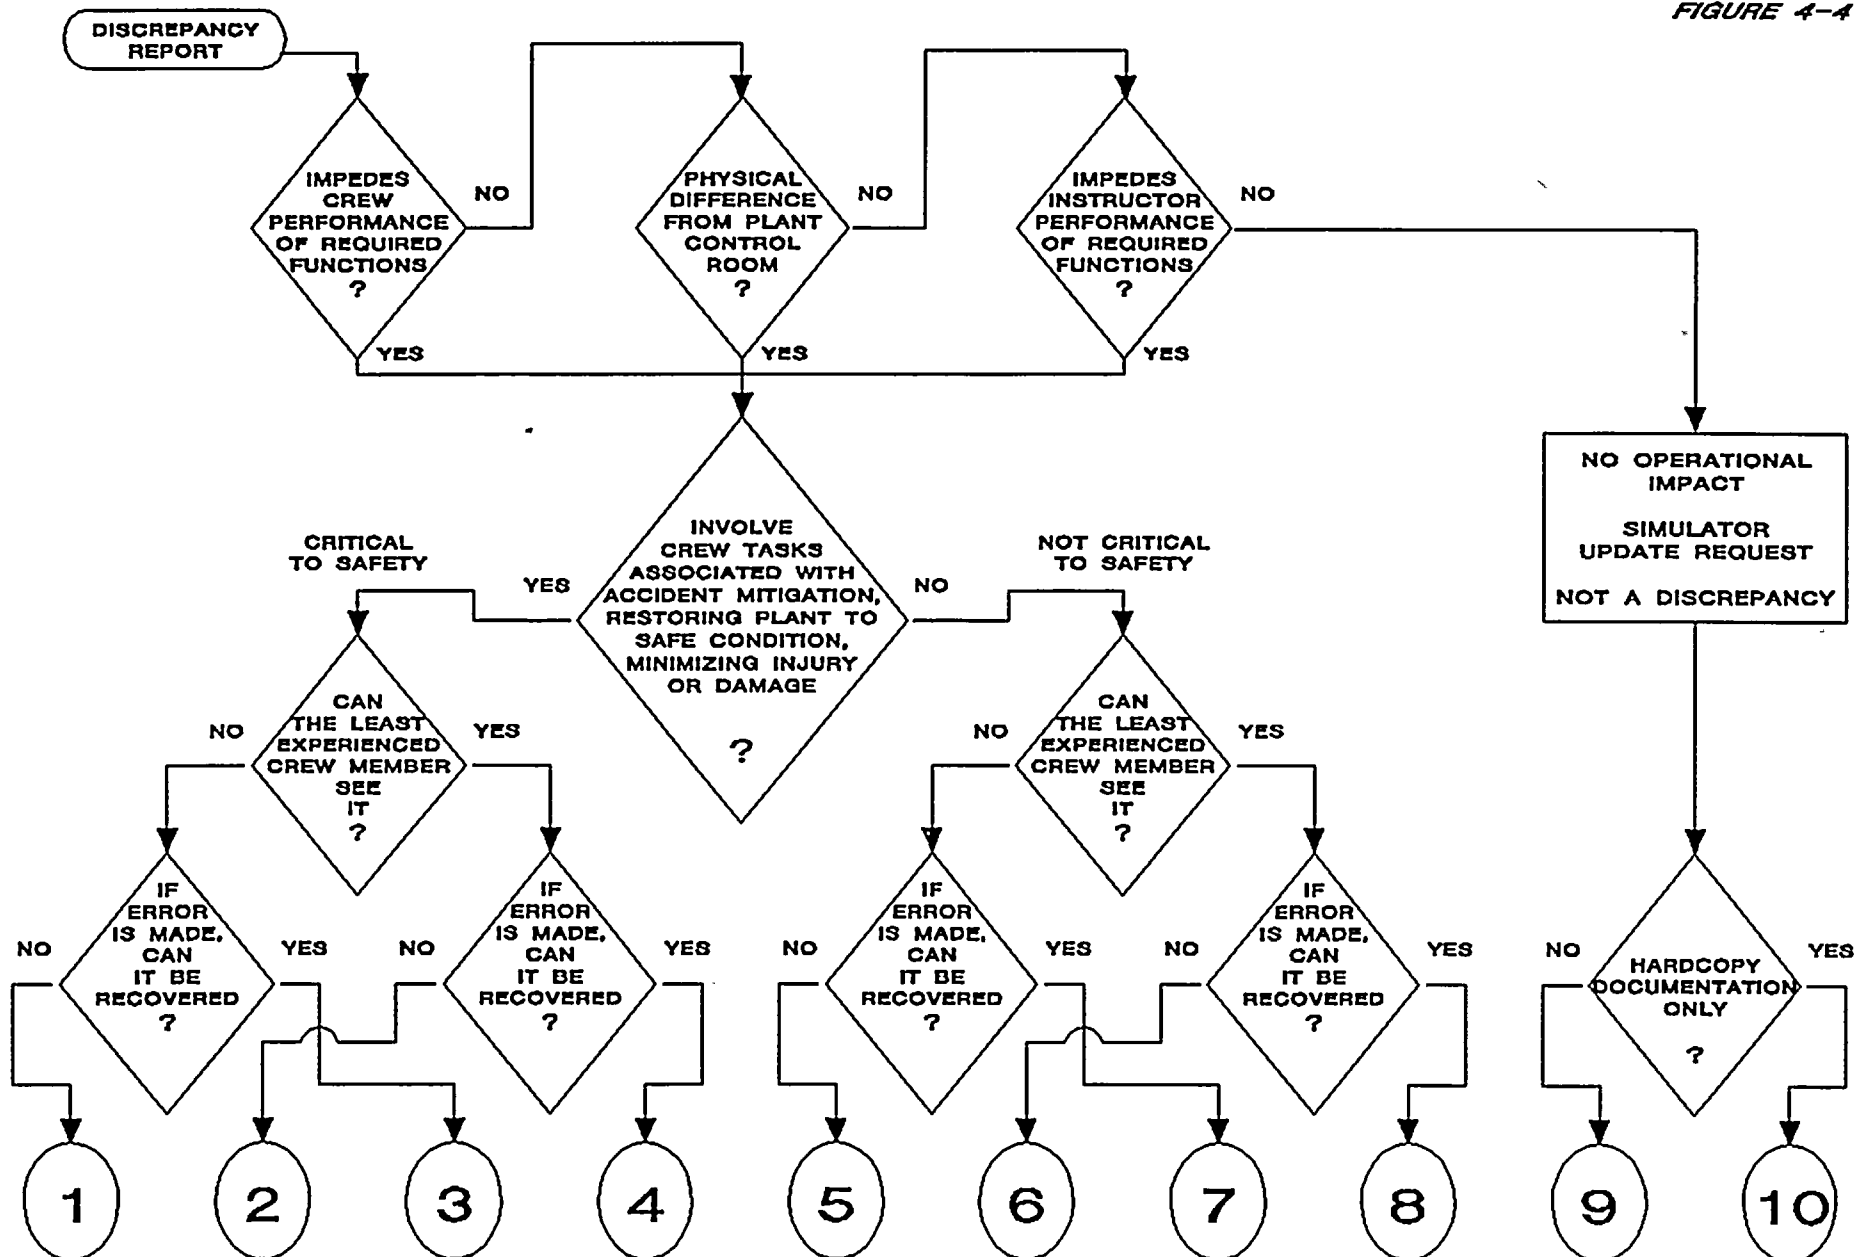 FIGURE 4-4
DISCREPANCY
REPORT
IMPEDES
CREW
PERFORMANCE
OF REQUIRED
FUNCTIONS
?
NO
YES
PHYSICAL
DIFFERENCE
FROM PLANT
CONTROL
ROOM
?
NO
YES
IMPEDES
INSTRUCTOR
PERFORMANCE
OF REQUIRED
FUNCTIONS
?
NO
YES
NO OPERATIONAL
IMPACT
SIMULATOR
UPDATE REQUEST
NOT A DISCREPANCY
INVOLVE
CREW TASKS
ASSOCIATED WITH
ACCIDENT MITIGATION,
RESTORING PLANT TO
SAFE CONDITION,
MINIMIZING INJURY
OR DAMAGE
?
CRITICAL
TO SAFETY
YES
NO
NOT CRITICAL
TO SAFETY
CAN
THE LEAST
EXPERIENCED
CREW MEMBER
SEE
IT
?
NO
YES
CAN
THE LEAST
EXPERIENCED
CREW MEMBER
SEE
IT
?
NO
YES
IF
ERROR
IS MADE,
CAN
IT BE
RECOVERED
?
NO
YES
IF
ERROR
IS MADE,
CAN
IT BE
RECOVERED
?
NO
YES
IF
ERROR
IS MADE,
CAN
IT BE
RECOVERED
?
NO
YES
IF
ERROR
IS MADE,
CAN
IT BE
RECOVERED
?
NO
YES
HARDCOPY
DOCUMENTATION
ONLY
?
NO
YES
1
2
3
4
5
6
7
8
9
10